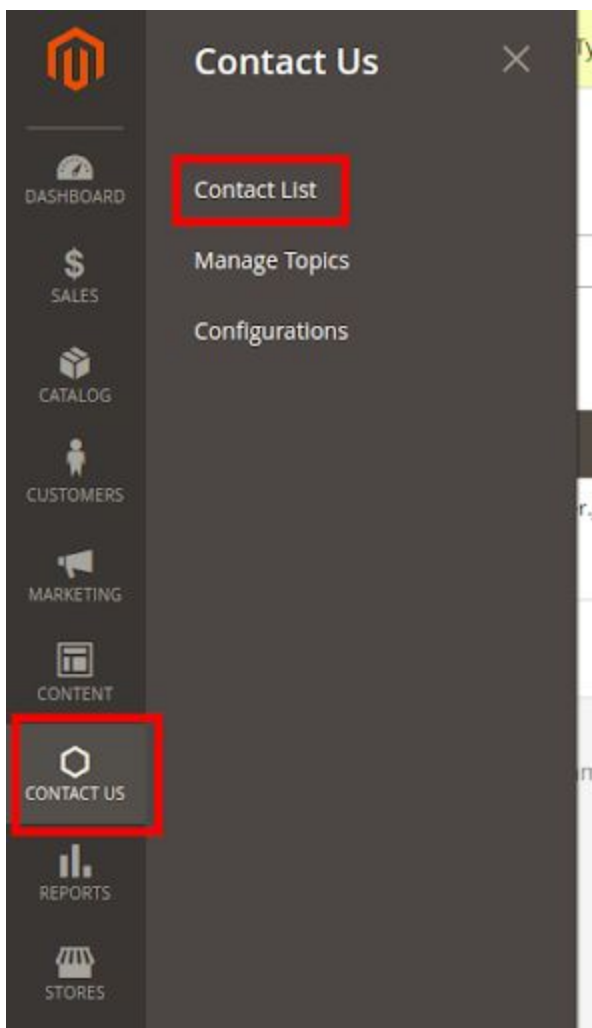 Contact Us
Contact List
Manage Topics
Configurations
DASHBOARD
SALES
CATALOG
CUSTOMERS
MARKETING
CONTENT
CONTACT US
REPORTS
STORES